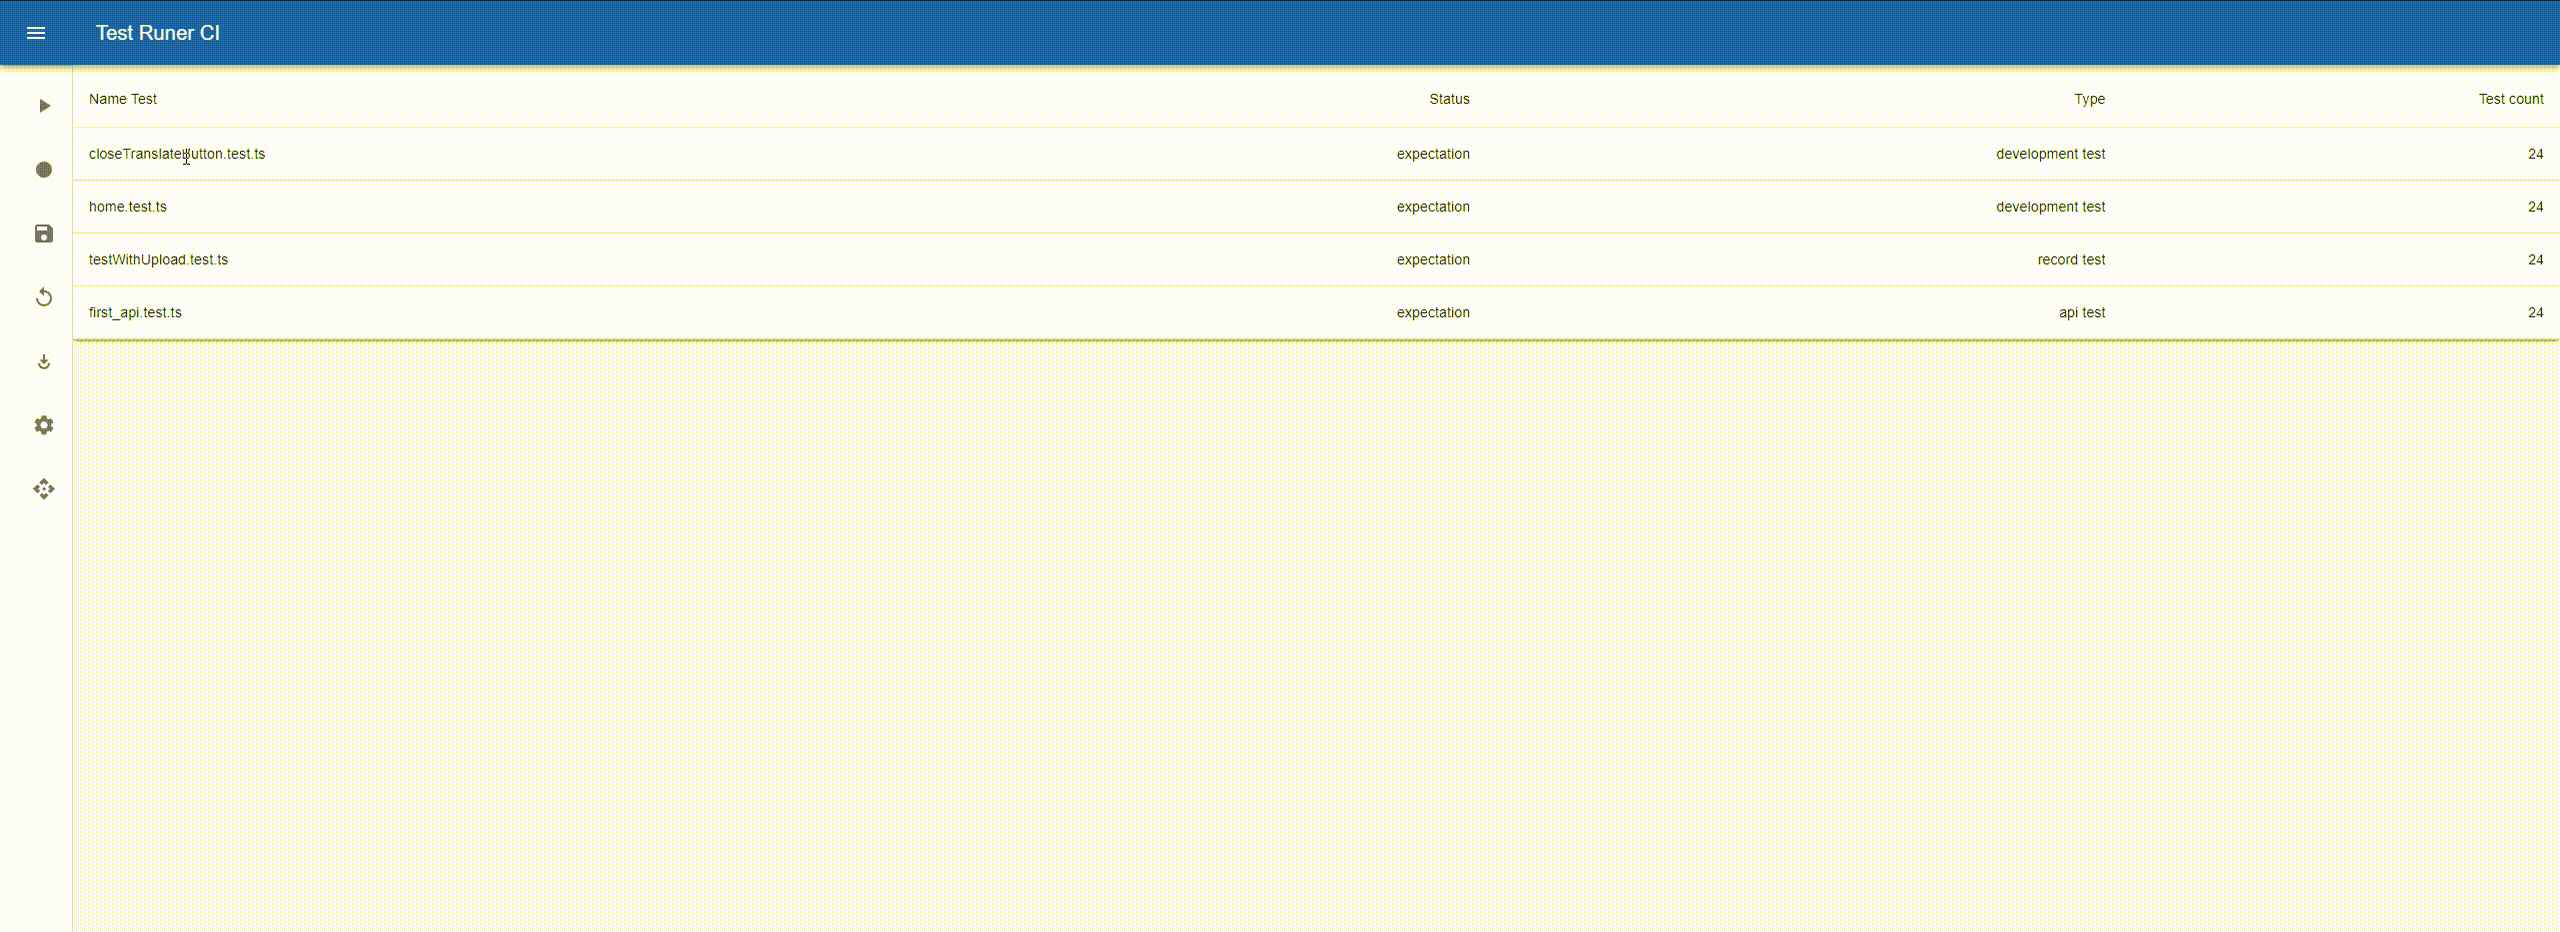 Test Runer CI
Name Test Status Type Test count
closeTranslateButton.test.ts expectation development test 24
home.test.ts expectation development test 24
testWithUpload.test.ts expectation record test 24
first_api.test.ts expectation api test 24